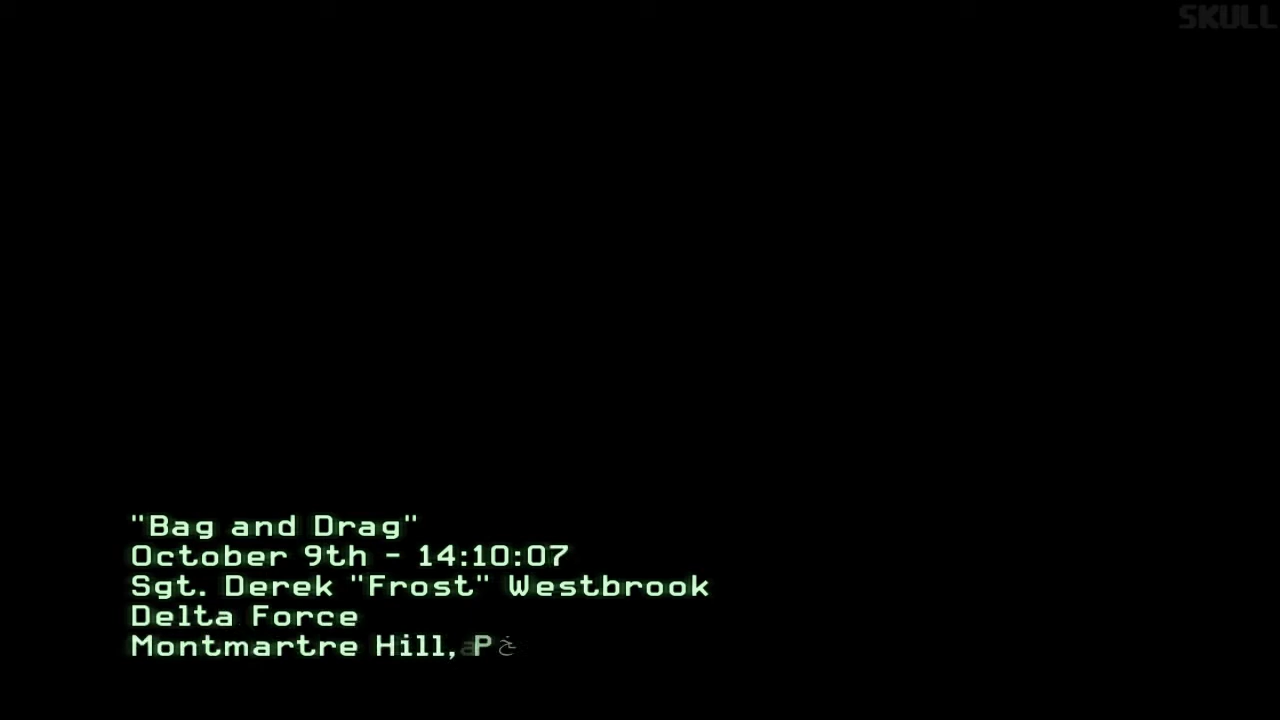 SKULL
"Bag and Drag"
October 9th - 14:10:07
Sgt. Derek "Frost" Westbrook
Delta Force
Montmartre Hill, P